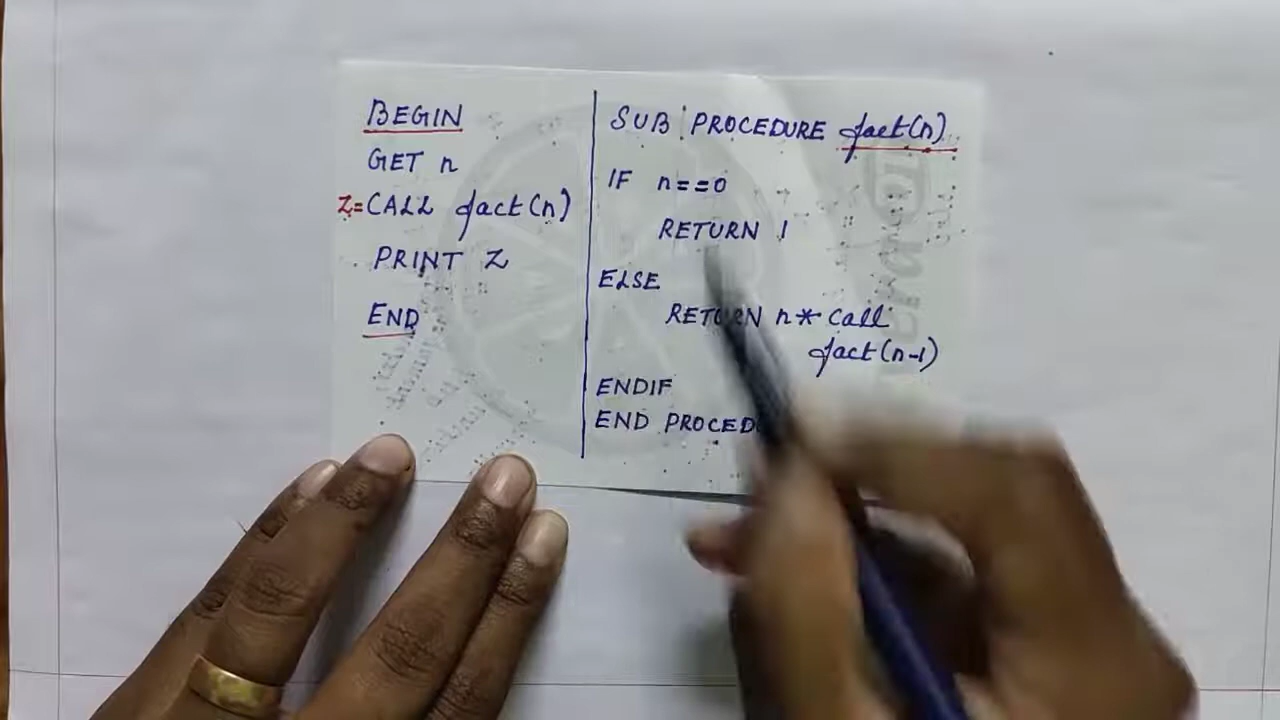 BEGIN
GET n
Z=CALL fact(n)
PRINT Z
END
SUB PROCEDURE fact(n)
IF n==0
RETURN 1
ELSE
RETURN n* call
fact(n-1)
ENDIF
END